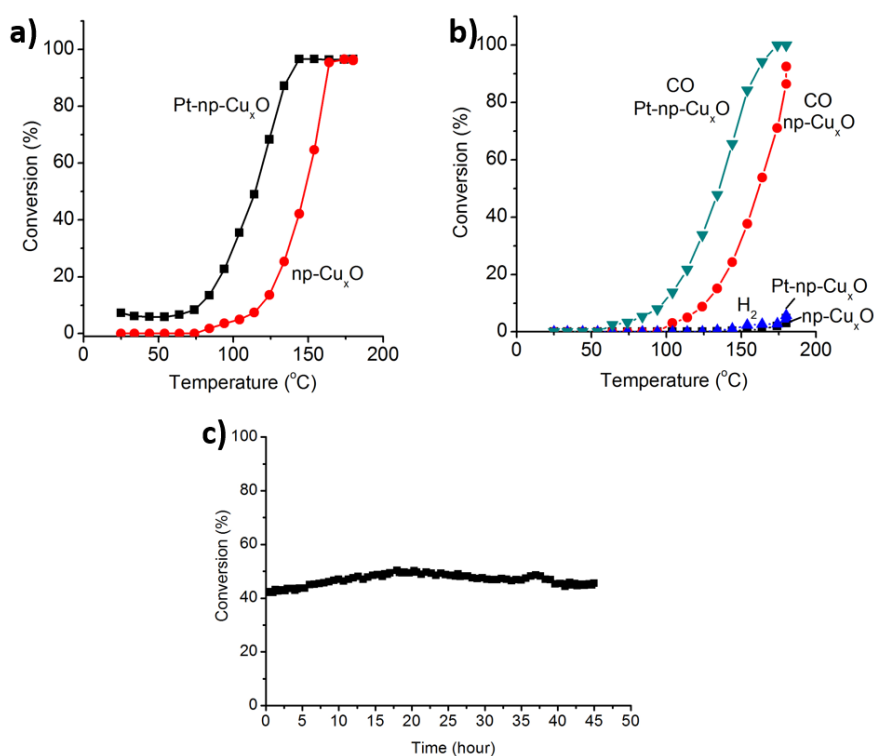 a)
100
80
60
40
20
0
Conversion (%)
Pt-np-CuₓO
np-CuₓO
0 50 100 150 200
Temperature (°C)
b)
100
80
60
40
20
0
Conversion (%)
CO
Pt-np-CuₓO
CO
np-CuₓO
H₂
Pt-np-CuₓO
np-CuₓO
0 50 100 150 200
Temperature (°C)
c)
100
80
60
40
20
0
Conversion (%)
0 5 10 15 20 25 30 35 40 45 50
Time (hour)